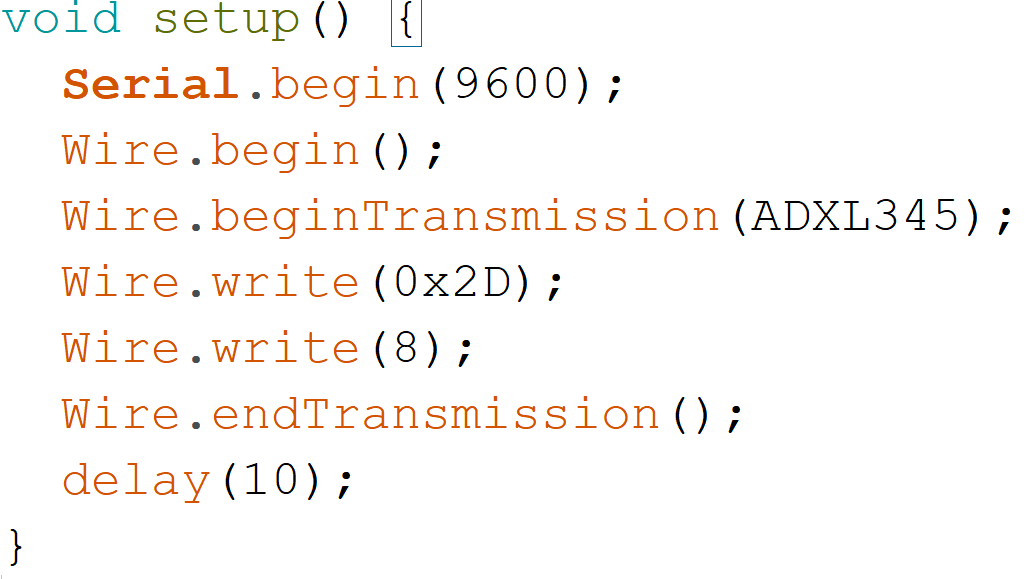 void setup() {
Serial.begin(9600);
Wire.begin();
Wire.beginTransmission(ADXL345);
Wire.write(0x2D);
Wire.write(8);
Wire.endTransmission();
delay(10);
}